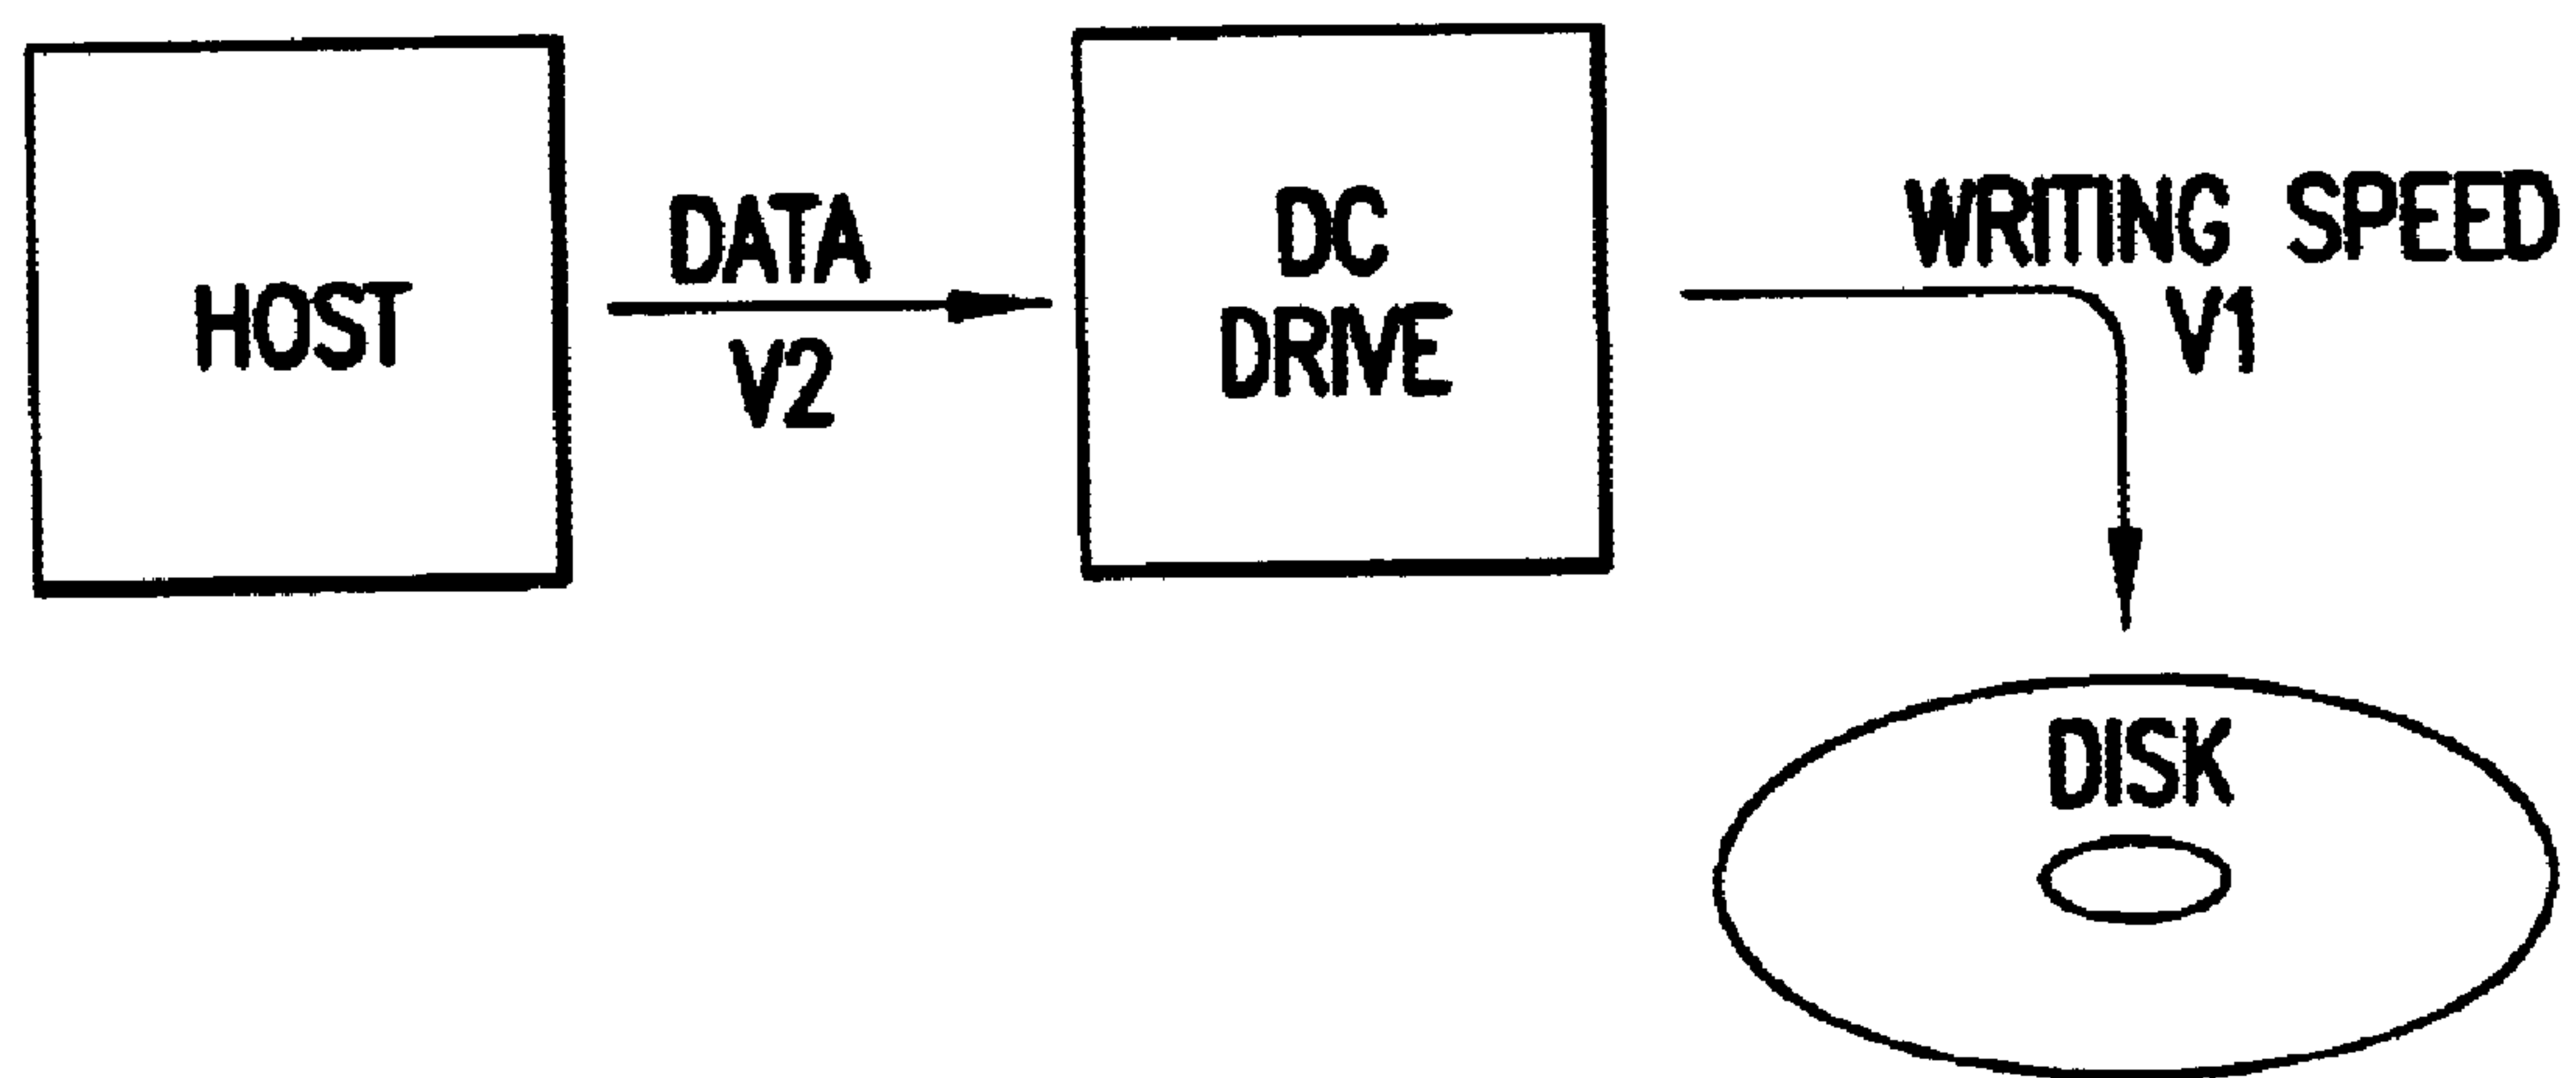 HOST
DATA
V2
DC
DRIVE
WRITING SPEED
V1
DISK